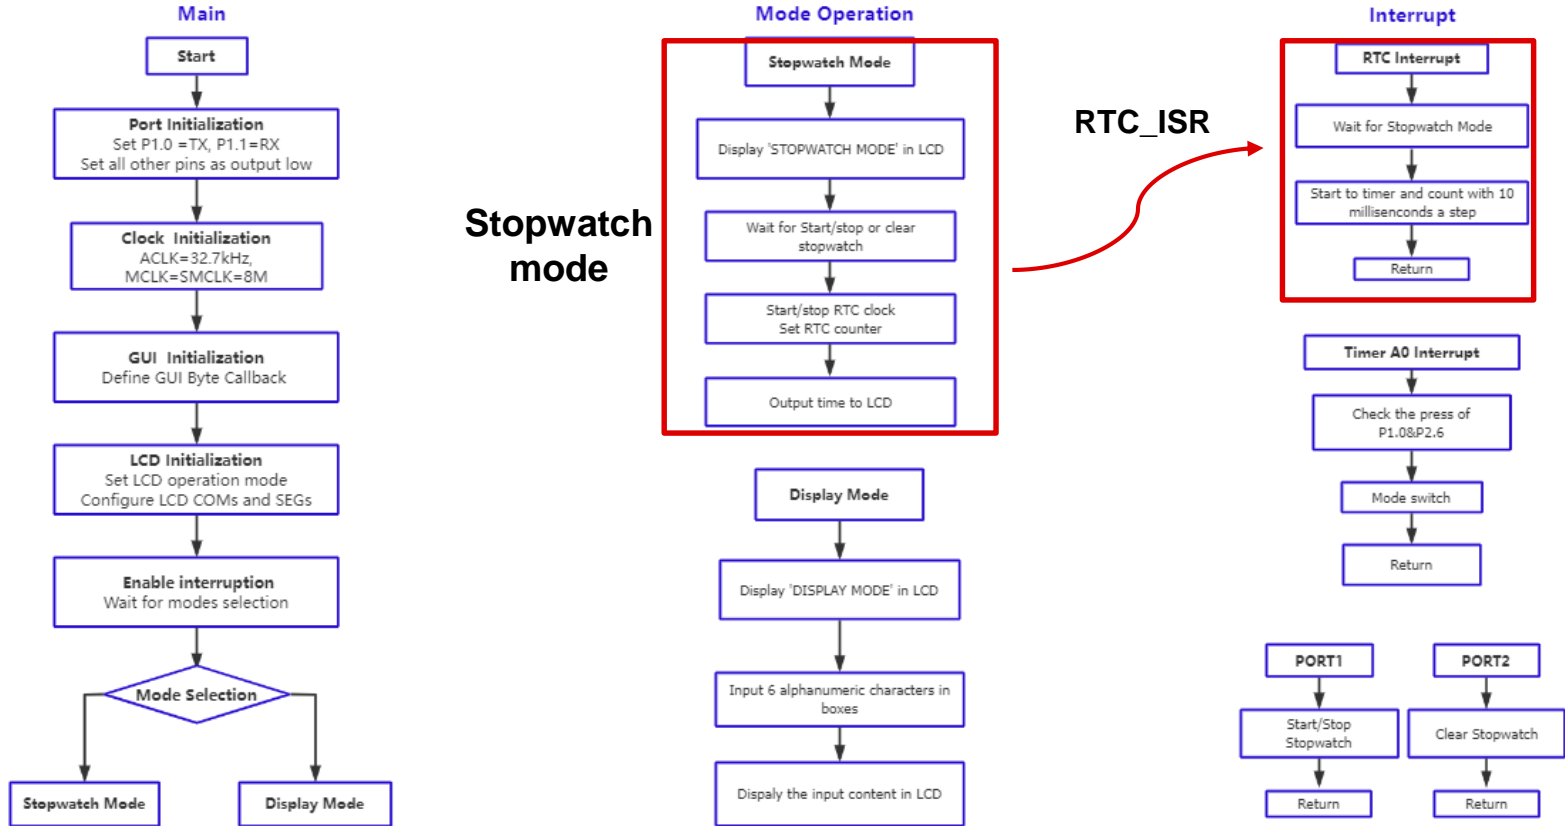 Main
Start
Port Initialization
Set P1.0 =TX, P1.1=RX
Set all other pins as output low
Clock  Initialization
ACLK=32.7kHz,
MCLK=SMCLK=8M
GUI  Initialization
Define GUI Byte Callback
LCD Initialization
Set LCD operation mode
Configure LCD COMs and SEGs
Enable interruption
Wait for modes selection
Mode Selection
Stopwatch Mode
Display Mode
Stopwatch
mode
Mode Operation
Stopwatch Mode
Display 'STOPWATCH MODE' in LCD
Wait for Start/stop or clear
stopwatch
Start/stop RTC clock
Set RTC counter
Output time to LCD
Display Mode
Display 'DISPLAY MODE' in LCD
Input 6 alphanumeric characters in
boxes
Dispaly the input content in LCD
RTC_ISR
Interrupt
RTC Interrupt
Wait for Stopwatch Mode
Start to timer and count with 10
millisenconds a step
Return
Timer A0 Interrupt
Check the press of
P1.0&P2.6
Mode switch
Return
PORT1
Start/Stop
Stopwatch
Return
PORT2
Clear Stopwatch
Return